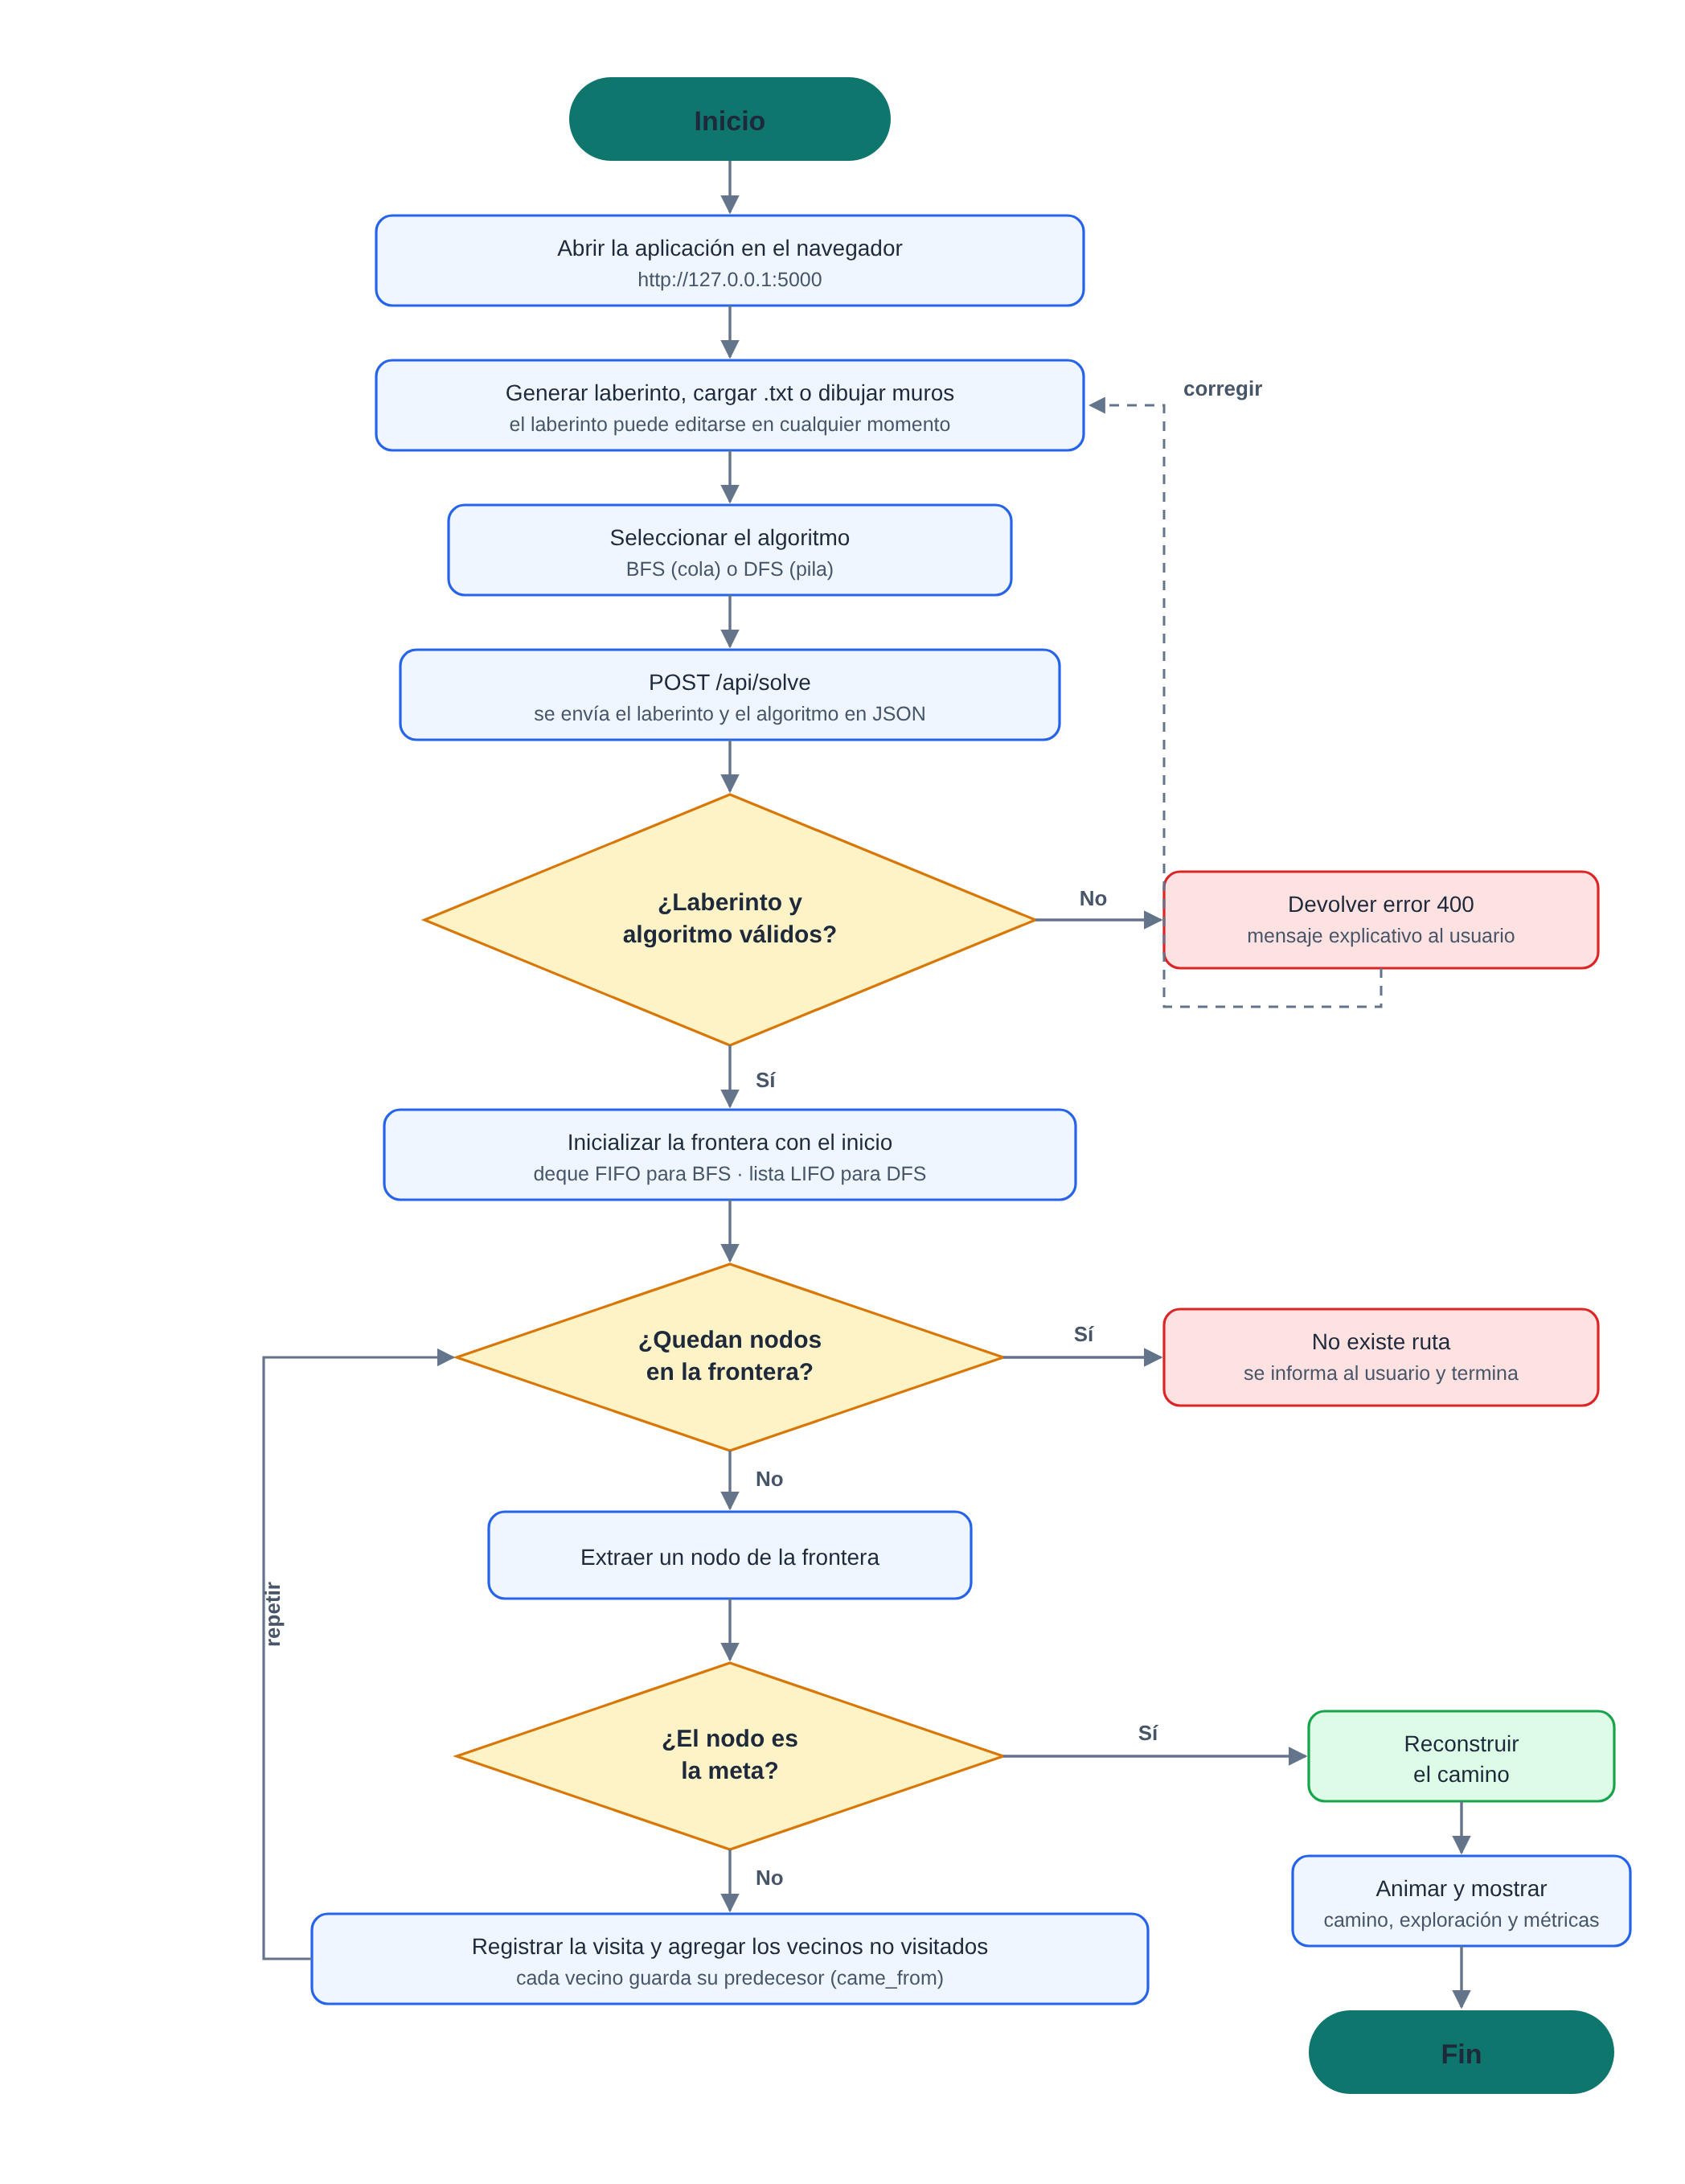 Inicio
Abrir la aplicación en el navegador
http://127.0.0.1:5000
Generar laberinto, cargar .txt o dibujar muros
el laberinto puede editarse en cualquier momento
corregir
Seleccionar el algoritmo
BFS (cola) o DFS (pila)
POST /api/solve
se envía el laberinto y el algoritmo en JSON
¿Laberinto y
algoritmo válidos?
No
Devolver error 400
mensaje explicativo al usuario
Sí
Inicializar la frontera con el inicio
deque FIFO para BFS · lista LIFO para DFS
¿Quedan nodos
en la frontera?
Sí
No existe ruta
se informa al usuario y termina
No
Extraer un nodo de la frontera
repetir
¿El nodo es
la meta?
Sí
Reconstruir
el camino
No
Animar y mostrar
camino, exploración y métricas
Registrar la visita y agregar los vecinos no visitados
cada vecino guarda su predecesor (came_from)
Fin